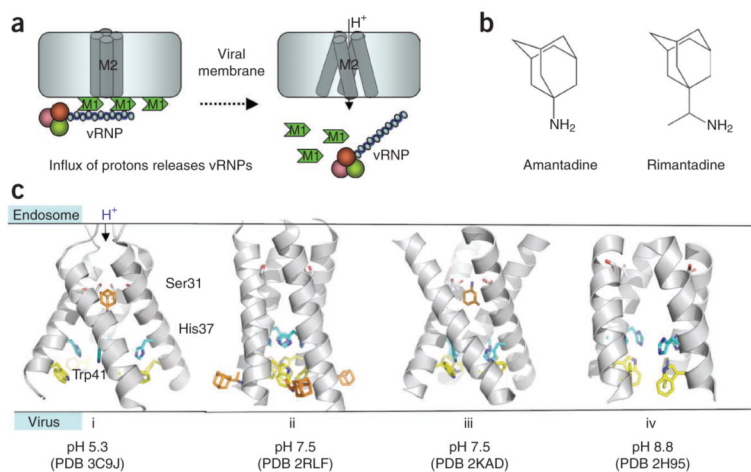 a
H+
M2
Viral
membrane
M2
M1 M1 M1
vRNP
M1
M1
M1
vRNP
Influx of protons releases vRNPs
b
NH2
NH2
Amantadine
Rimantadine
c
Endosome
H+
Ser31
His37
Trp41
Virus
i
ii
iii
iv
pH 5.3
(PDB 3C9J)
pH 7.5
(PDB 2RLF)
pH 7.5
(PDB 2KAD)
pH 8.8
(PDB 2H95)